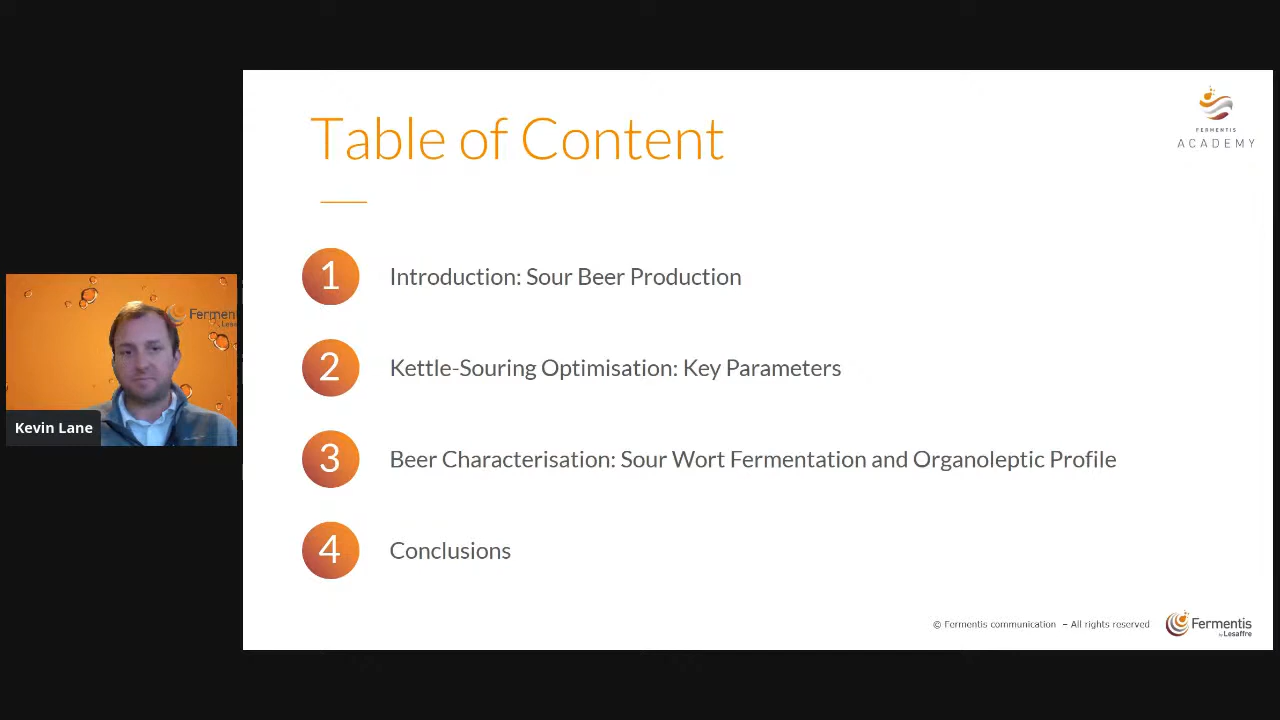 Table of Content
FERMENTIS
ACADEMY
1 Introduction: Sour Beer Production
2 Kettle-Souring Optimisation: Key Parameters
3 Beer Characterisation: Sour Wort Fermentation and Organoleptic Profile
4 Conclusions
Fermen
Kevin Lane
© Fermentis communication – All rights reserved
Fermentis
by Lesaffre